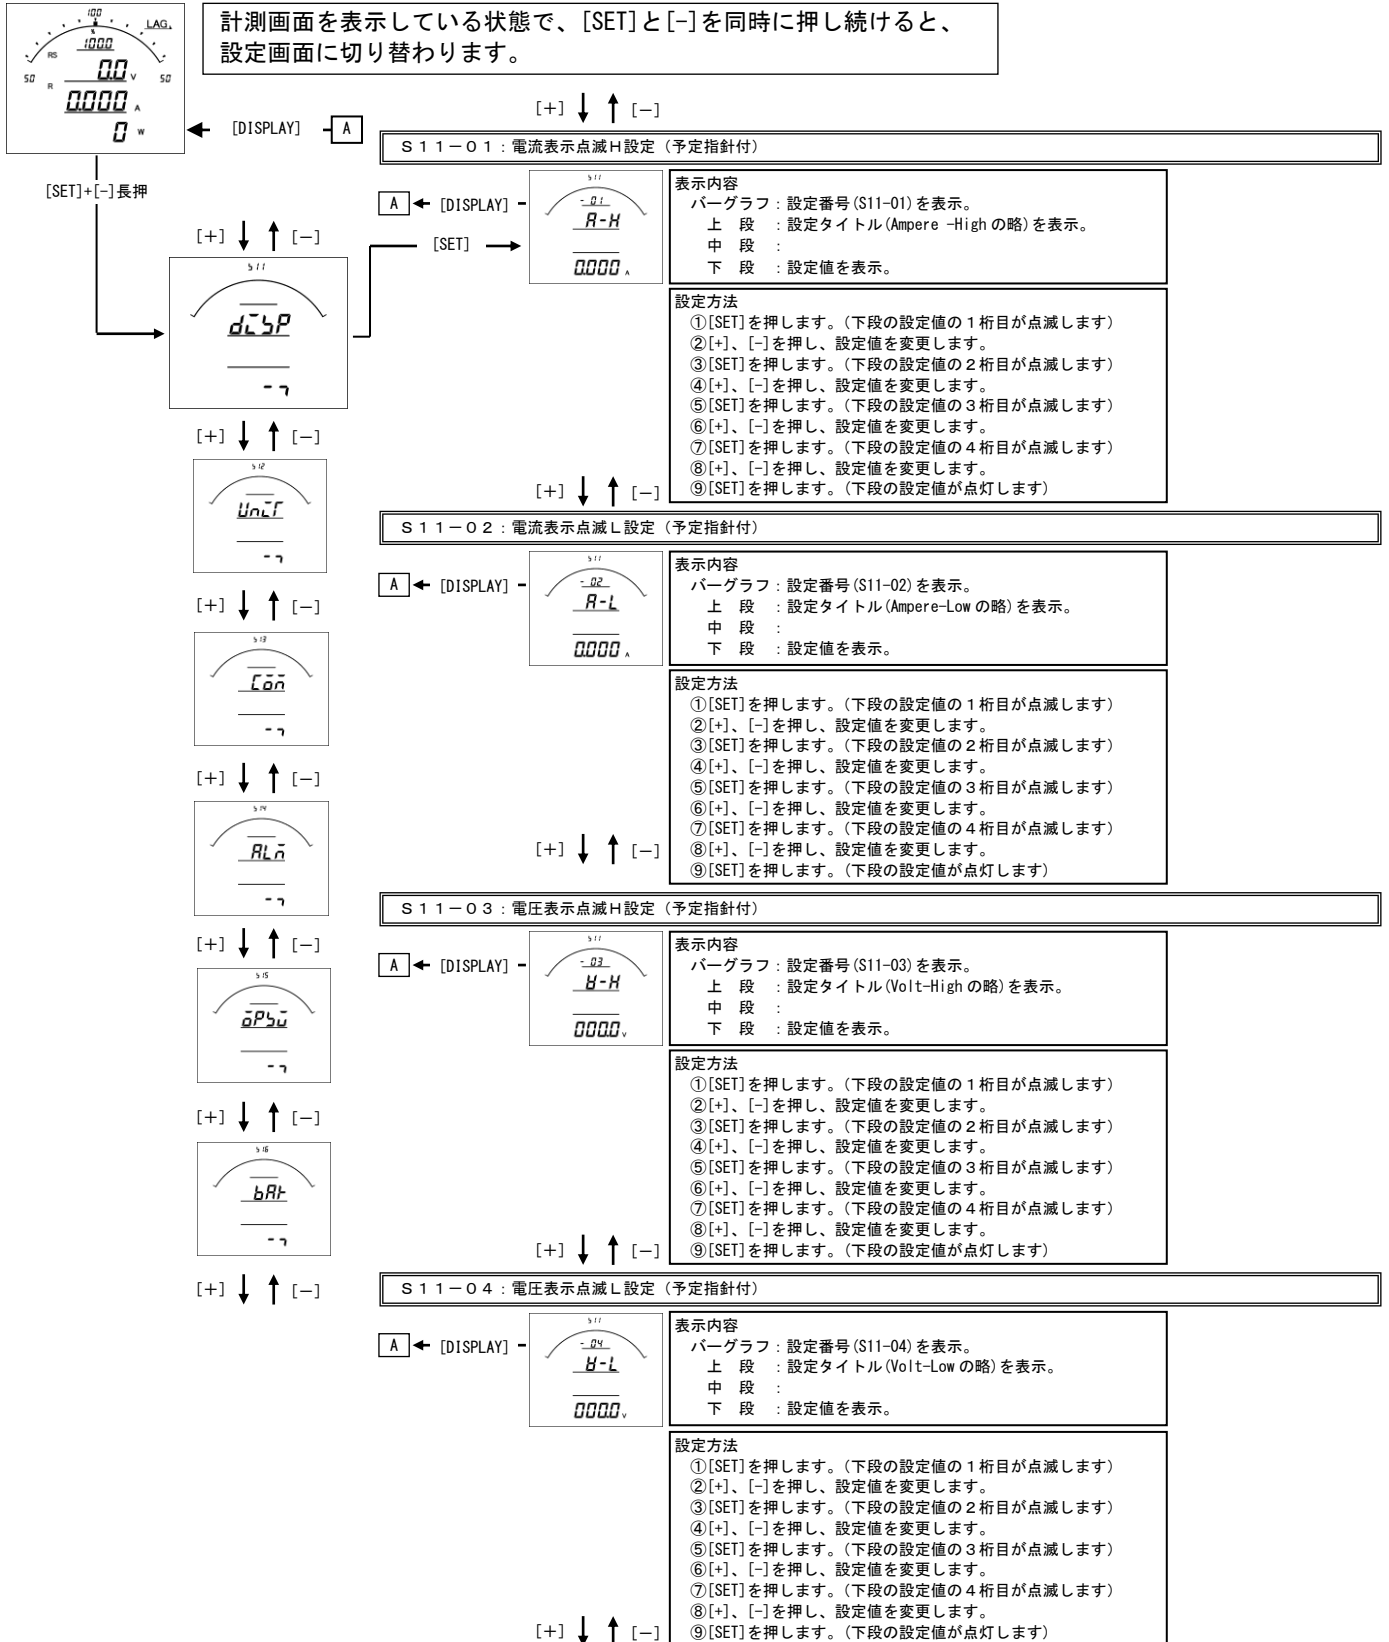 計測画面を表示している状態で、[SET]と[-]を同時に押し続けると、
設定画面に切り替わります。
100
LAG
%
100.0
RS
50
50
0.0 V
R
0.000 A
0 W
[DISPLAY]
A
[SET]+[-]長押
[+] [-]
S11
dISP
[+] [-]
S12
UnIT
[+] [-]
S13
Com
[+] [-]
S14
ALm
[+] [-]
S15
[+] [-]
S16
[+] [-]
[+] [-]
S11-01:電流表示点滅H設定(予定指針付)
A [DISPLAY]
[SET]
S11
-01
A-H
0.000 A
表示内容
バーグラフ:設定番号(S11-01)を表示。
上 段 :設定タイトル(Ampere -Highの略)を表示。
中 段 :
下 段 :設定値を表示。
設定方法
①[SET]を押します。(下段の設定値の1桁目が点滅します)
②[+]、[-]を押し、設定値を変更します。
③[SET]を押します。(下段の設定値の2桁目が点滅します)
④[+]、[-]を押し、設定値を変更します。
⑤[SET]を押します。(下段の設定値の3桁目が点滅します)
⑥[+]、[-]を押し、設定値を変更します。
⑦[SET]を押します。(下段の設定値の4桁目が点滅します)
⑧[+]、[-]を押し、設定値を変更します。
⑨[SET]を押します。(下段の設定値が点灯します)
[+] [-]
S11-02:電流表示点滅L設定(予定指針付)
A [DISPLAY]
S11
-02
A-L
0.000 A
表示内容
バーグラフ:設定番号(S11-02)を表示。
上 段 :設定タイトル(Ampere-Lowの略)を表示。
中 段 :
下 段 :設定値を表示。
設定方法
①[SET]を押します。(下段の設定値の1桁目が点滅します)
②[+]、[-]を押し、設定値を変更します。
③[SET]を押します。(下段の設定値の2桁目が点滅します)
④[+]、[-]を押し、設定値を変更します。
⑤[SET]を押します。(下段の設定値の3桁目が点滅します)
⑥[+]、[-]を押し、設定値を変更します。
⑦[SET]を押します。(下段の設定値の4桁目が点滅します)
⑧[+]、[-]を押し、設定値を変更します。
⑨[SET]を押します。(下段の設定値が点灯します)
[+] [-]
S11-03:電圧表示点滅H設定(予定指針付)
A [DISPLAY]
S11
-03
V-H
000.0 V
表示内容
バーグラフ:設定番号(S11-03)を表示。
上 段 :設定タイトル(Volt-Highの略)を表示。
中 段 :
下 段 :設定値を表示。
設定方法
①[SET]を押します。(下段の設定値の1桁目が点滅します)
②[+]、[-]を押し、設定値を変更します。
③[SET]を押します。(下段の設定値の2桁目が点滅します)
④[+]、[-]を押し、設定値を変更します。
⑤[SET]を押します。(下段の設定値の3桁目が点滅します)
⑥[+]、[-]を押し、設定値を変更します。
⑦[SET]を押します。(下段の設定値の4桁目が点滅します)
⑧[+]、[-]を押し、設定値を変更します。
⑨[SET]を押します。(下段の設定値が点灯します)
[+] [-]
S11-04:電圧表示点滅L設定(予定指針付)
A [DISPLAY]
S11
-04
V-L
000.0 V
表示内容
バーグラフ:設定番号(S11-04)を表示。
上 段 :設定タイトル(Volt-Lowの略)を表示。
中 段 :
下 段 :設定値を表示。
設定方法
①[SET]を押します。(下段の設定値の1桁目が点滅します)
②[+]、[-]を押し、設定値を変更します。
③[SET]を押します。(下段の設定値の2桁目が点滅します)
④[+]、[-]を押し、設定値を変更します。
⑤[SET]を押します。(下段の設定値の3桁目が点滅します)
⑥[+]、[-]を押し、設定値を変更します。
⑦[SET]を押します。(下段の設定値の4桁目が点滅します)
⑧[+]、[-]を押し、設定値を変更します。
⑨[SET]を押します。(下段の設定値が点灯します)
[+] [-]